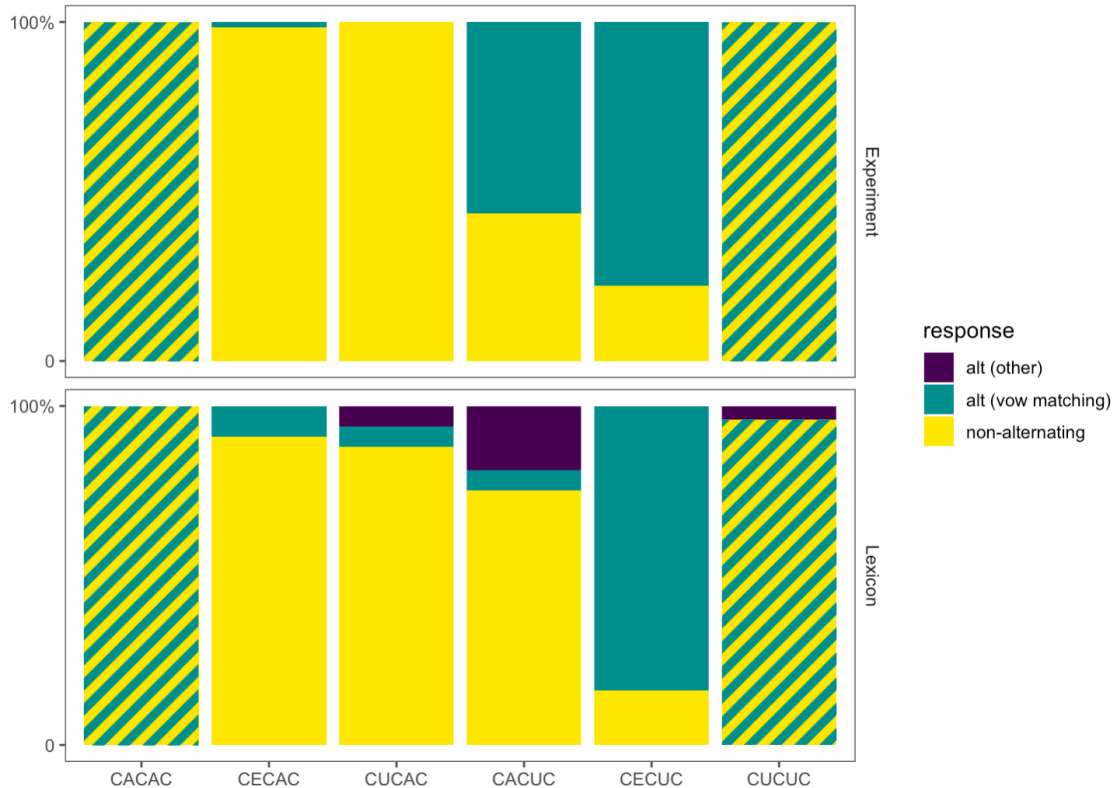 100%
0
Experiment
100%
0
Lexicon
CACAC
CECAC
CUCAC
CACUC
CECUC
CUCUC
response
alt (other)
alt (vow matching)
non-alternating